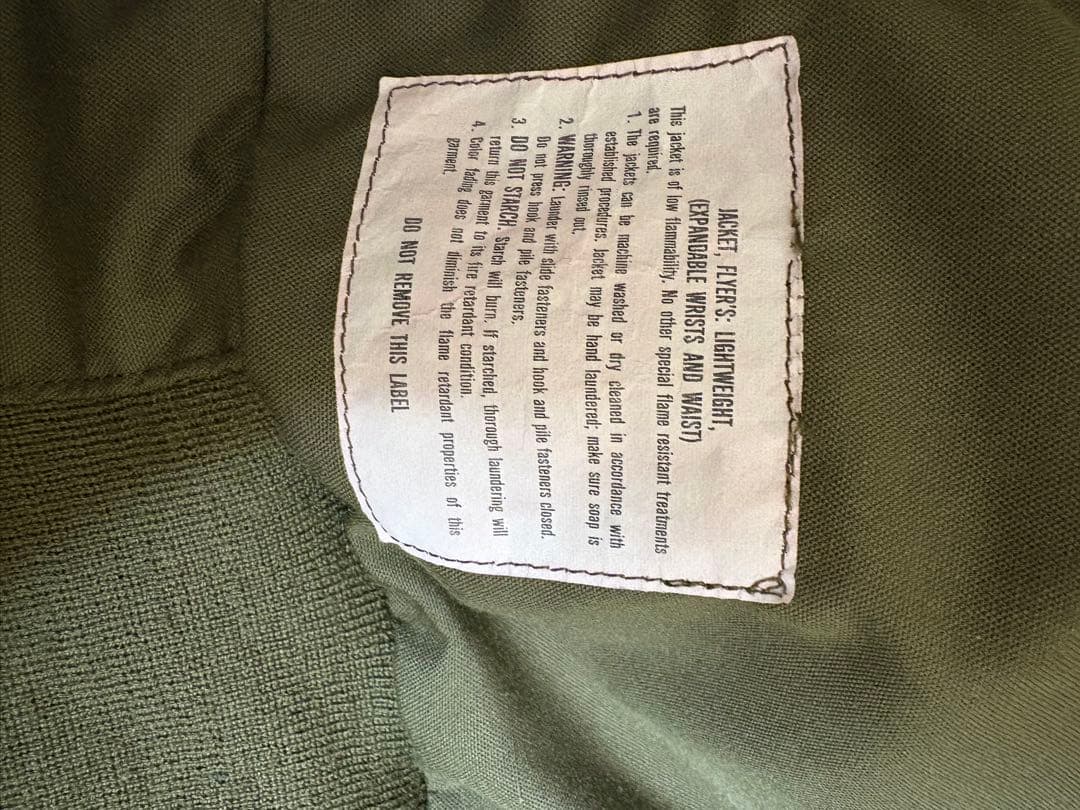 JACKET, FLYER'S: LIGHTWEIGHT,
(EXPANDABLE WRISTS AND WAIST)
This jacket is of low flammability. No other special flame resistant treatments
are required.
1. The jackets can be machine washed or dry cleaned in accordance with
established procedures. Jacket may be hand laundered; make sure soap is
thoroughly rinsed out.
2. WARNING: Launder with slide fasteners and hook and pile fasteners closed.
Do not press hook and pile fasteners.
3. DO NOT STARCH. Starch will burn. If starched, thorough laundering will
return this garment to its fire retardant condition.
4. Color fading does not diminish the flame retardant properties of this
garment.
DO NOT REMOVE THIS LABEL